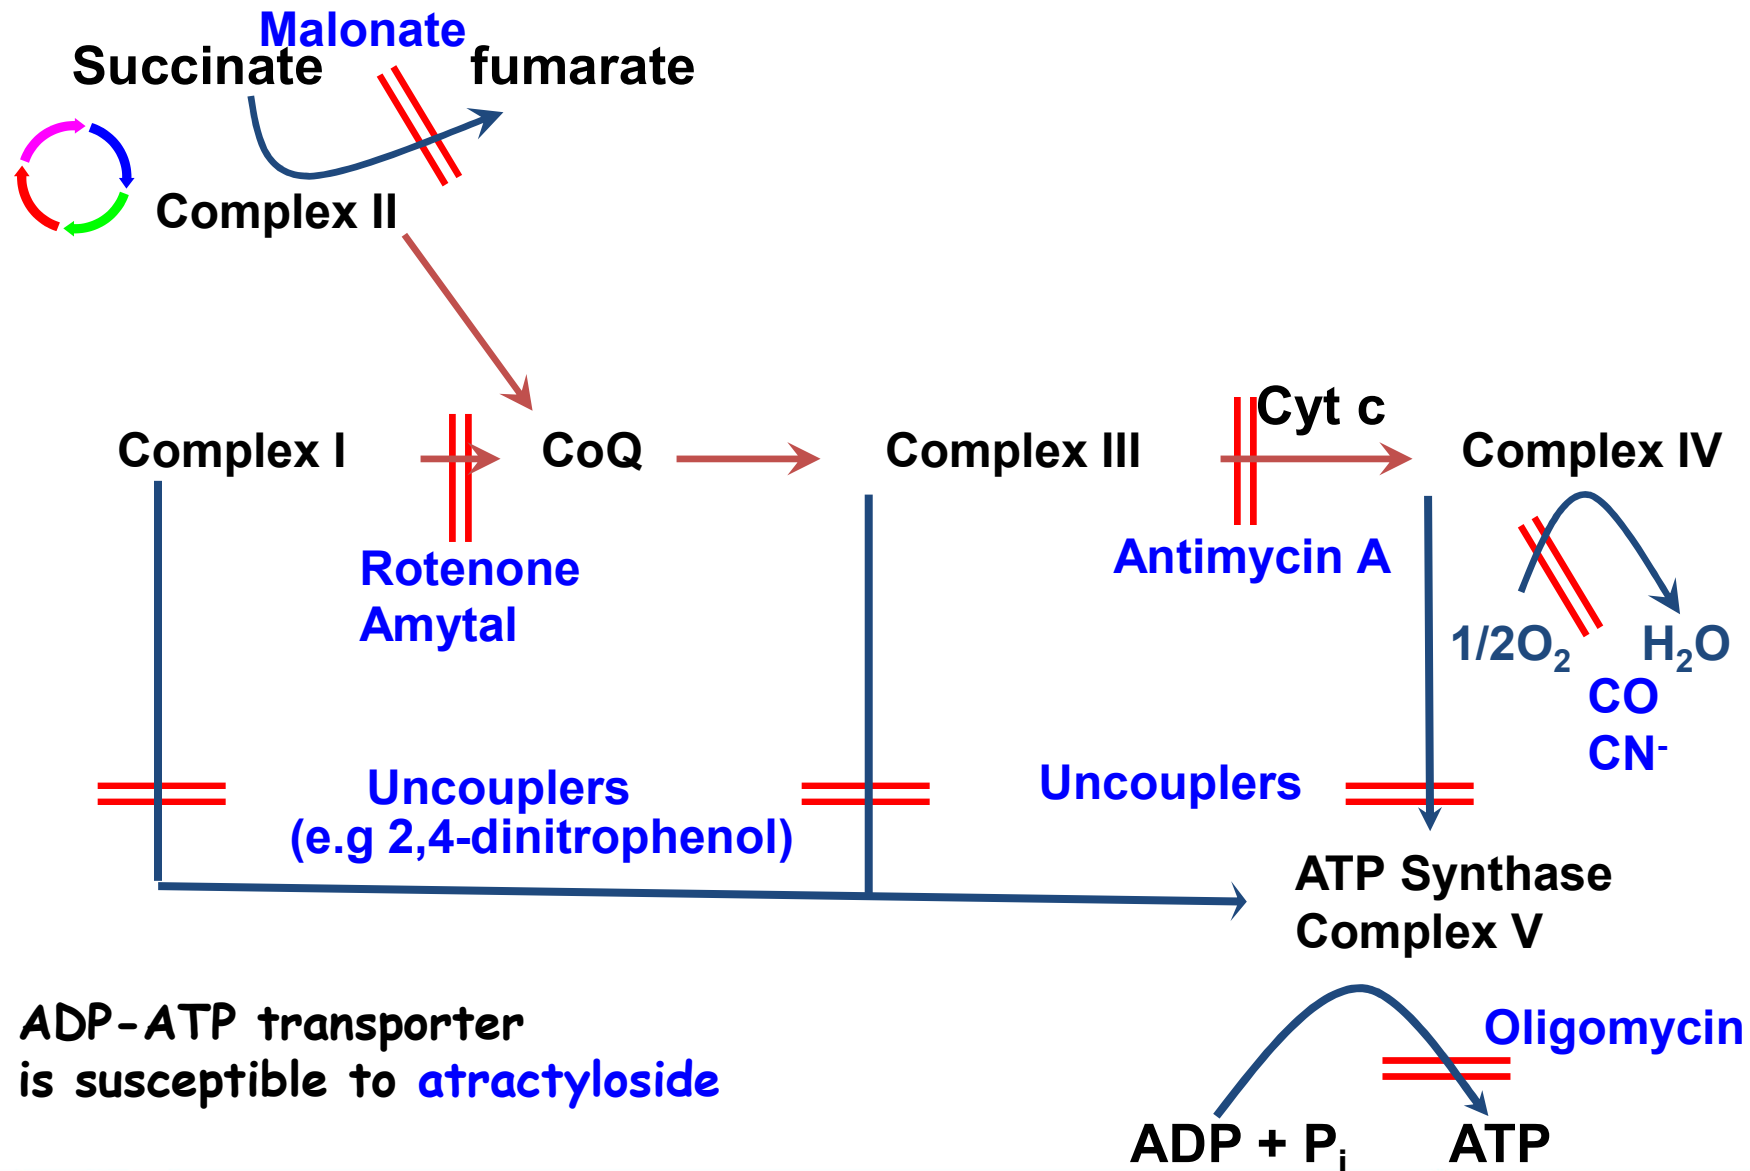 Malonate
Succinate fumarate
Complex II
Cyt c
Complex I CoQ Complex III Complex IV
Rotenone
Amytal
Antimycin A
1/2O₂ H₂O
CO
CN⁻
Uncouplers
(e.g 2,4-dinitrophenol)
Uncouplers
ATP Synthase
Complex V
ADP-ATP transporter
is susceptible to atractyloside
Oligomycin
ADP + Pᵢ ATP